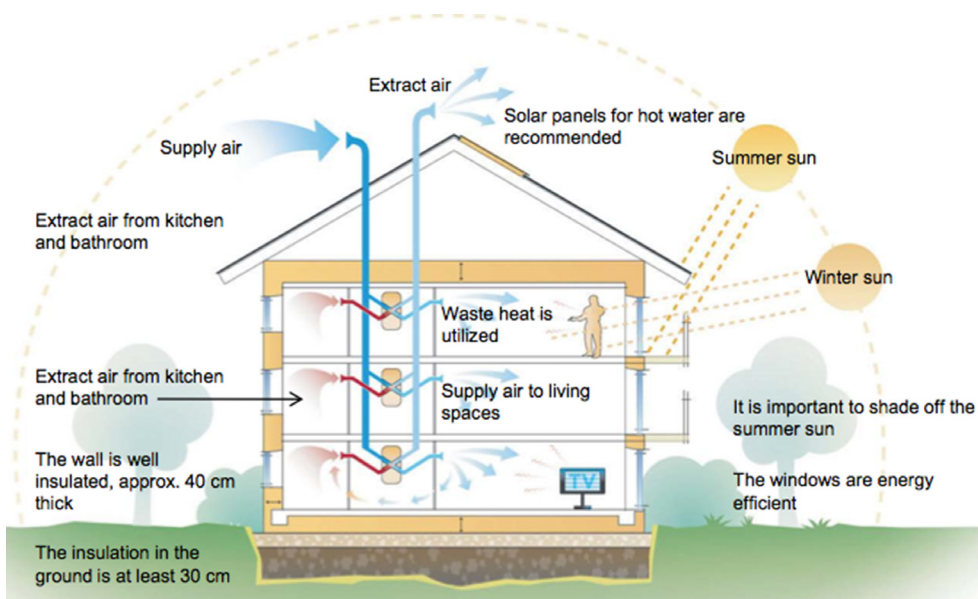 Extract air
Solar panels for hot water are
recommended
Supply air
Summer sun
Extract air from kitchen
and bathroom
Winter sun
Waste heat is
utilized
Extract air from kitchen
and bathroom
Supply air to living
spaces
It is important to shade off the
summer sun
The wall is well
insulated, approx. 40 cm
thick
TV
The windows are energy
efficient
The insulation in the
ground is at least 30 cm